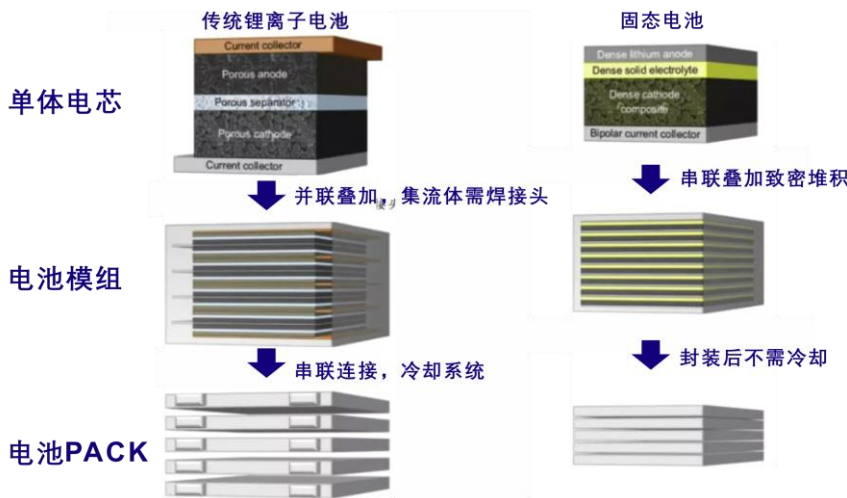 传统锂离子电池
固态电池
单体电芯
Current collector
Porous anode
Porous separator
Porous cathode
Current collector
Dense lithium anode
Dense solid electrolyte
Dense cathode
composite
Bipolar current collector
并联叠加，集流体需焊接头
串联叠加致密堆积
电池模组
串联连接，冷却系统
封装后不需冷却
电池PACK